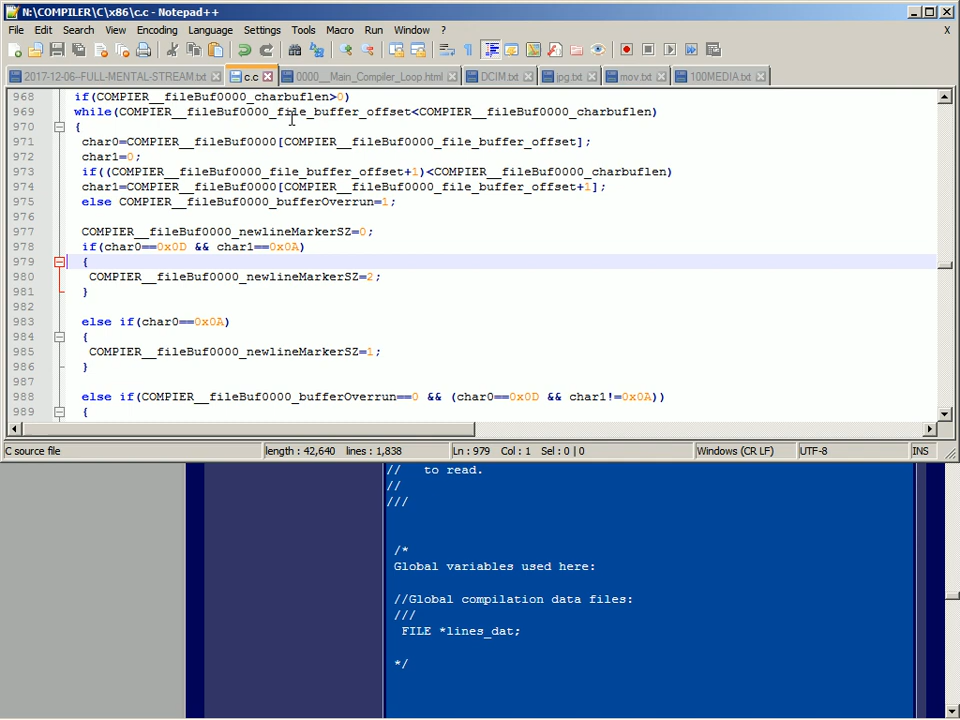 N:\COMPILER\C\x86\c.c - Notepad++
File Edit Search View Encoding Language Settings Tools Macro Run Window ? X
2017-12-06--FULL-MENTAL-STREAM.txt c.c 0000__Main_Compiler_Loop.html DCIM.txt jpg.txt mov.txt 100MEDIA.txt
968 if(COMPIER__fileBuf0000_charbuflen>0)
969 while(COMPIER__fileBuf0000_file_buffer_offset<COMPIER__fileBuf0000_charbuflen)
970 {
971 char0=COMPIER__fileBuf0000[COMPIER__fileBuf0000_file_buffer_offset];
972 char1=0;
973 if((COMPIER__fileBuf0000_file_buffer_offset+1)<COMPIER__fileBuf0000_charbuflen)
974 char1=COMPIER__fileBuf0000[COMPIER__fileBuf0000_file_buffer_offset+1];
975 else COMPIER__fileBuf0000_bufferOverrun=1;
976
977 COMPIER__fileBuf0000_newlineMarkerSZ=0;
978 if(char0==0x0D && char1==0x0A)
979 {
980 COMPIER__fileBuf0000_newlineMarkerSZ=2;
981 }
982
983 else if(char0==0x0A)
984 {
985 COMPIER__fileBuf0000_newlineMarkerSZ=1;
986 }
987
988 else if(COMPIER__fileBuf0000_bufferOverrun==0 && (char0==0x0D && char1!=0x0A))
989 {
C source file length : 42,640 lines : 1,838 Ln : 979 Col : 1 Sel : 0 | 0 Windows (CR LF) UTF-8 INS
// to read.
//
///
/*
Global variables used here:
//Global compilation data files:
///
FILE *lines_dat;
*/